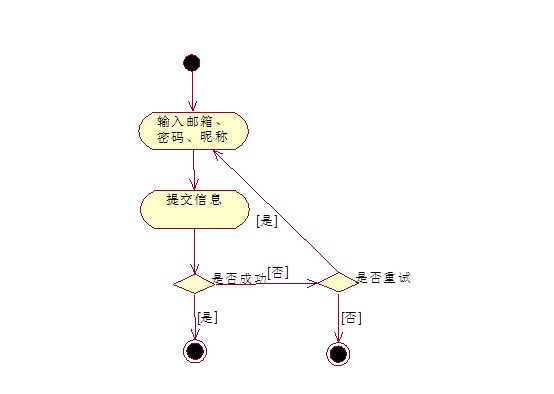 输入邮箱、
密码、昵称
提交信息
[是]
是否成功
[否]
是否重试
[是]
[否]